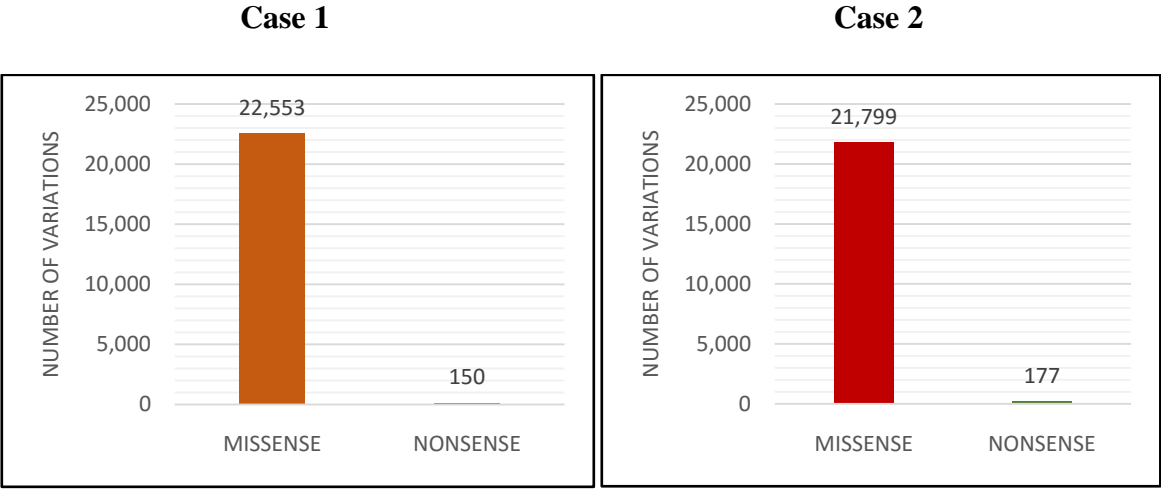 Case 1
Case 2
NUMBER OF VARIATIONS
25,000
20,000
15,000
10,000
5,000
0
22,553
150
MISSENSE
NONSENSE
NUMBER OF VARIATIONS
25,000
20,000
15,000
10,000
5,000
0
21,799
177
MISSENSE
NONSENSE